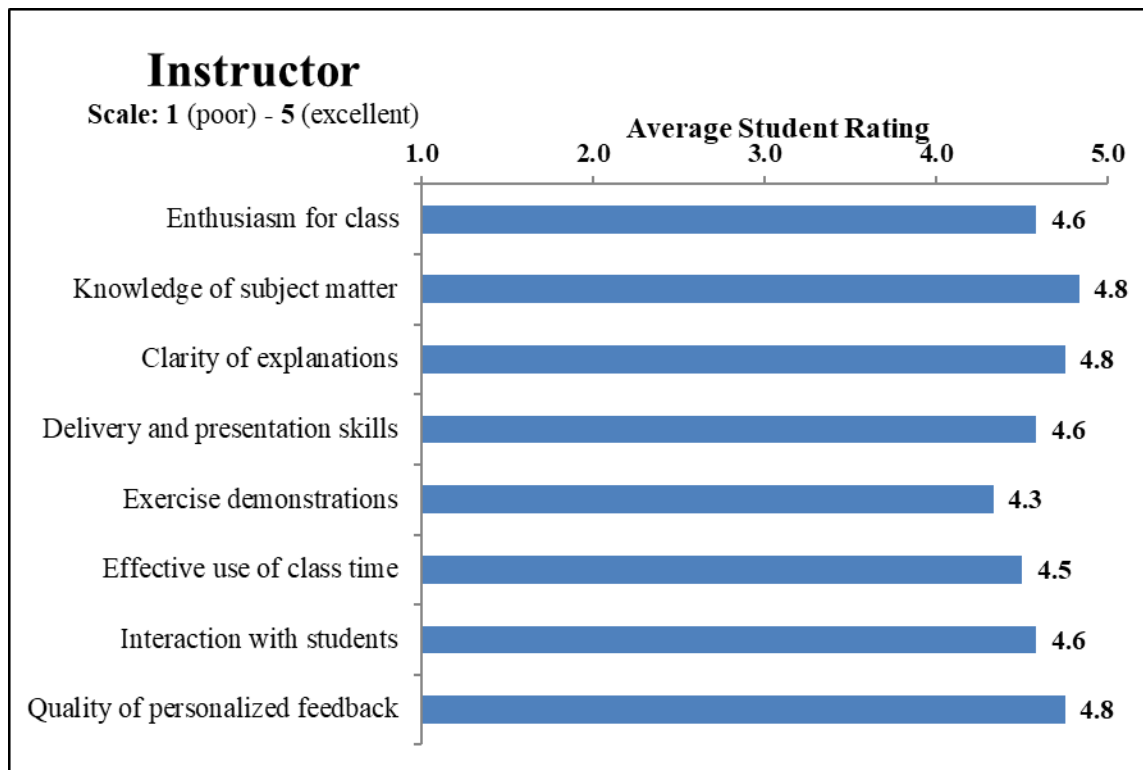 Instructor
Scale: 1 (poor) - 5 (excellent)
Average Student Rating
1.0 2.0 3.0 4.0 5.0
Enthusiasm for class 4.6
Knowledge of subject matter 4.8
Clarity of explanations 4.8
Delivery and presentation skills 4.6
Exercise demonstrations 4.3
Effective use of class time 4.5
Interaction with students 4.6
Quality of personalized feedback 4.8